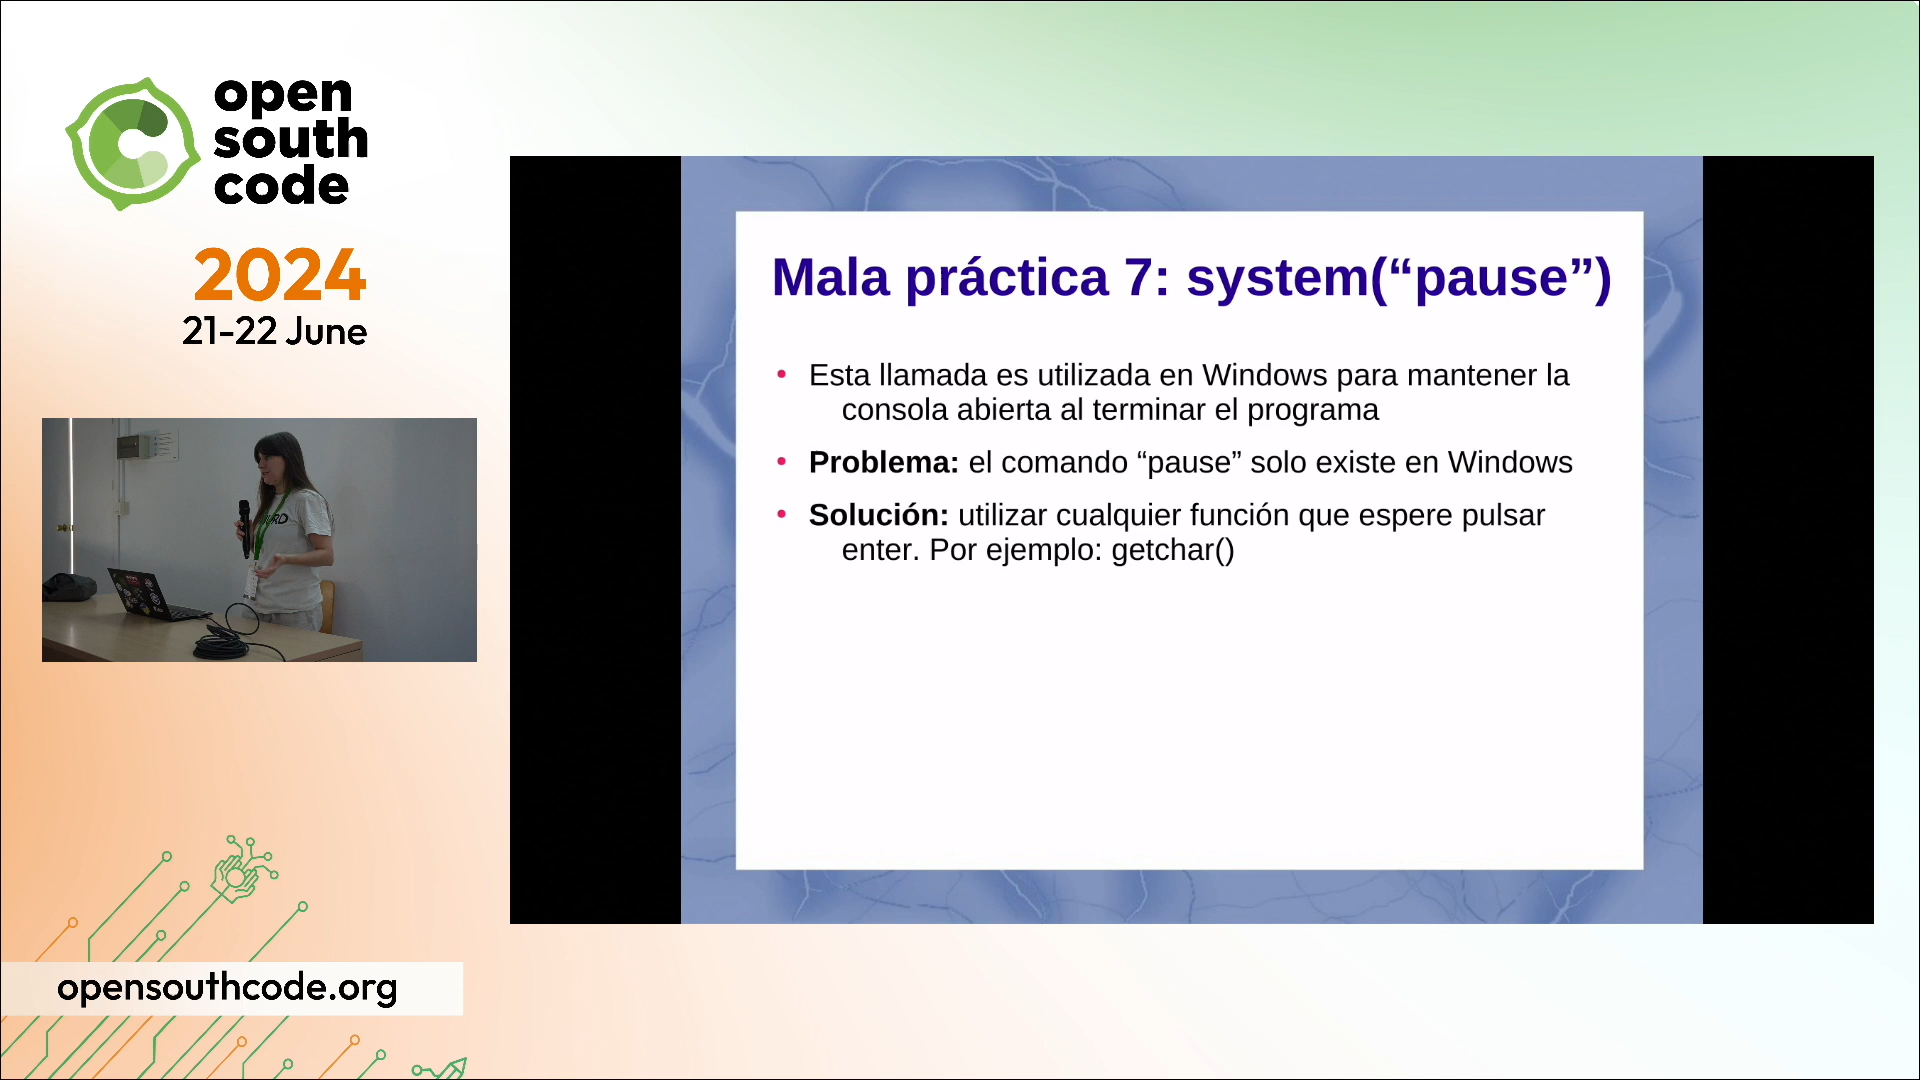 open
south
code
2024
21-22 June
Mala práctica 7: system(“pause”)
• Esta llamada es utilizada en Windows para mantener la
consola abierta al terminar el programa
• Problema: el comando “pause” solo existe en Windows
• Solución: utilizar cualquier función que espere pulsar
enter. Por ejemplo: getchar()
opensouthcode.org